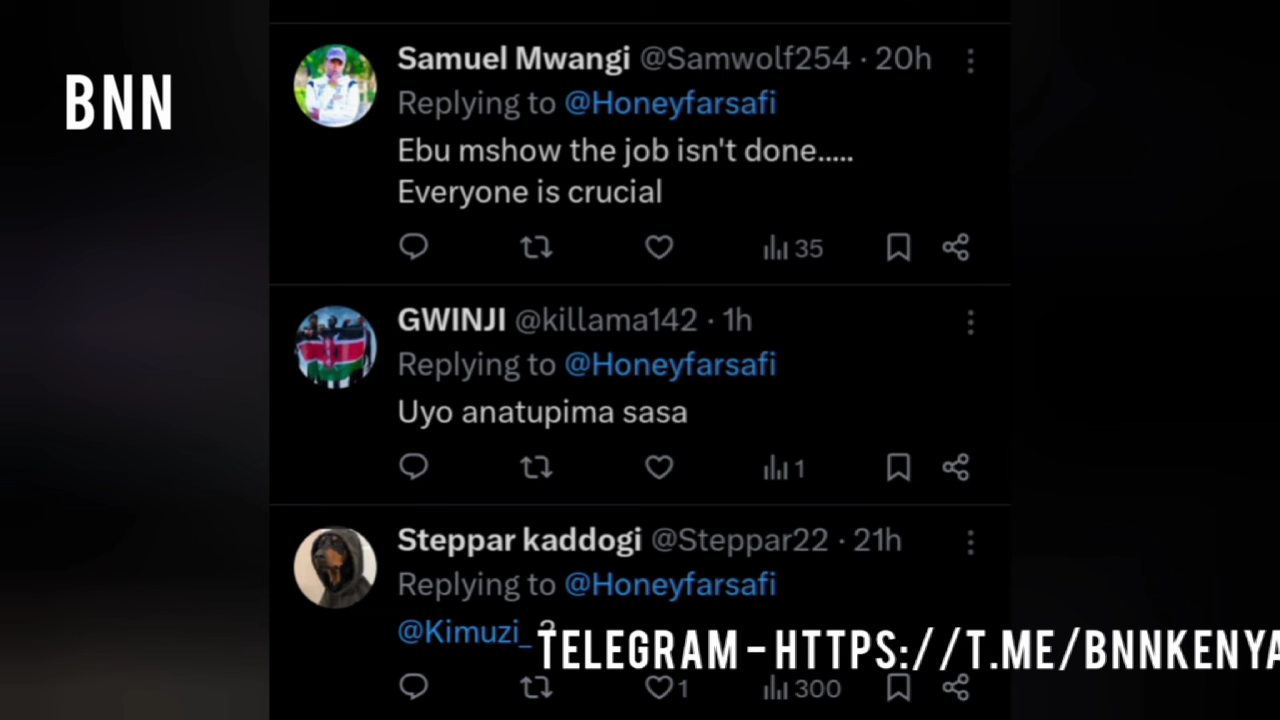 BNN
Samuel Mwangi @Samwolf254 · 20h
Replying to @Honeyfarsafi
Ebu mshow the job isn't done.....
Everyone is crucial
35
GWINJI @killama142 · 1h
Replying to @Honeyfarsafi
Uyo anatupima sasa
1
Steppar kaddogi @Steppar22 · 21h
Replying to @Honeyfarsafi
@Kimuzi_
TELEGRAM - HTTPS://T.ME/BNNKENYA
1 300